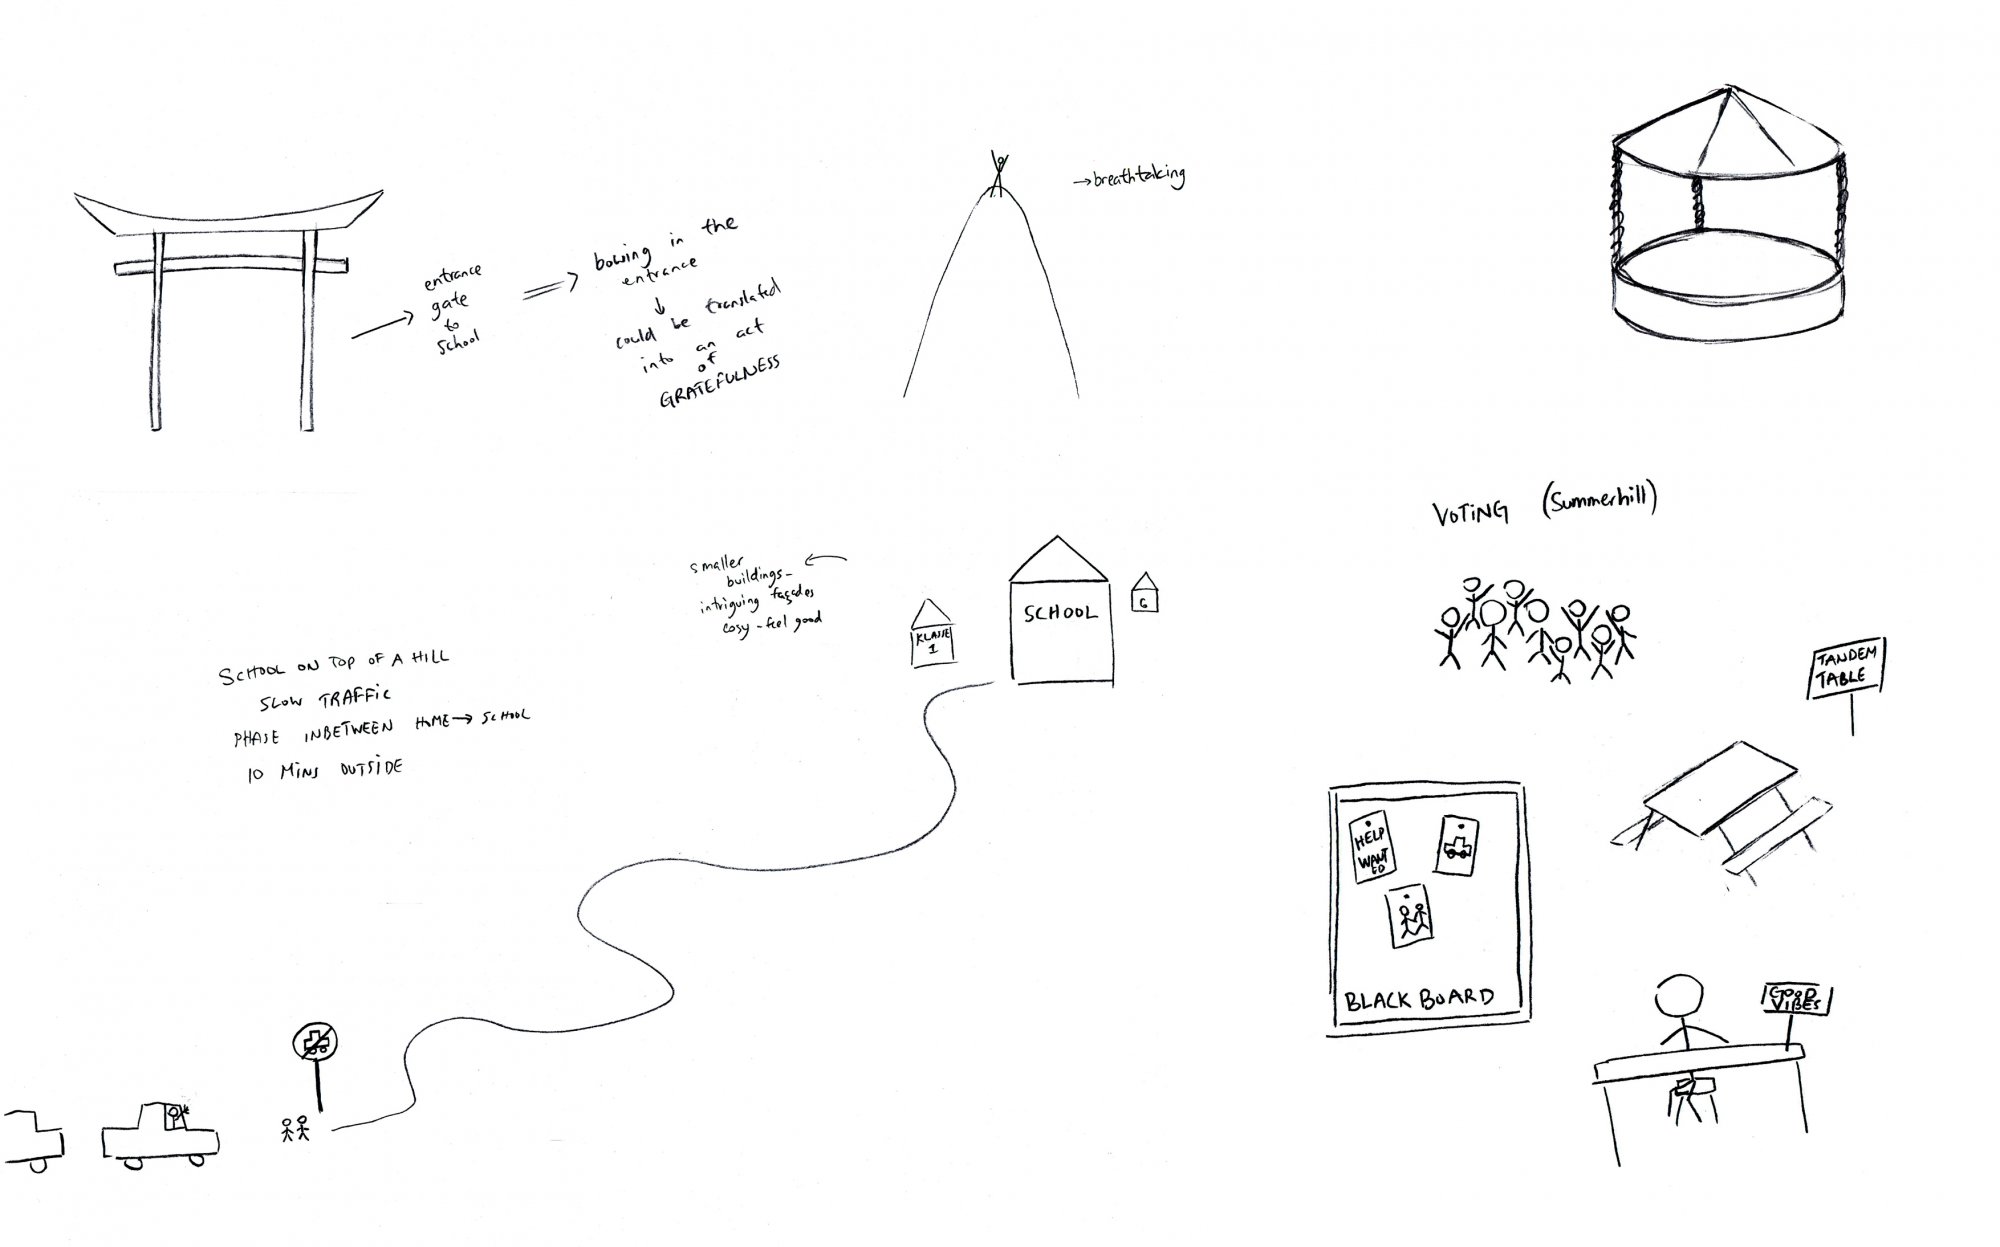 entrance
gate
to
school
bowing in the
entrance
could be translated
into an act
of
GRATEFULNESS
breathtaking
VOTING (Summerhill)
smaller
buildings-
intriguing façades
cosy - feel good
KLASSE
1
SCHOOL
6
SCHOOL ON TOP OF A HILL
SLOW TRAFFIC
PHASE INBETWEEN HOME → SCHOOL
10 MINS OUTSIDE
TANDEM
TABLE
HELP
WANT
ED
BLACK BOARD
GOOD
VIBES